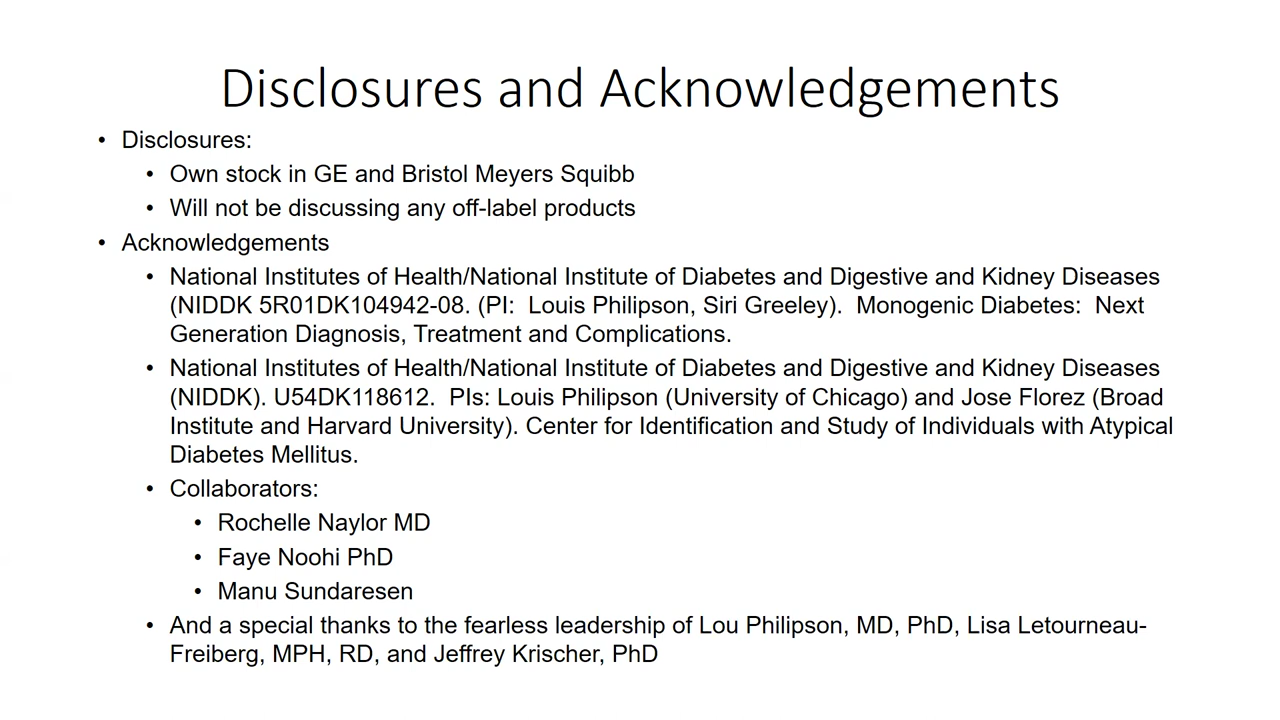 Disclosures and Acknowledgements
• Disclosures:
• Own stock in GE and Bristol Meyers Squibb
• Will not be discussing any off-label products
• Acknowledgements
• National Institutes of Health/National Institute of Diabetes and Digestive and Kidney Diseases
(NIDDK 5R01DK104942-08. (PI:  Louis Philipson, Siri Greeley).  Monogenic Diabetes:  Next
Generation Diagnosis, Treatment and Complications.
• National Institutes of Health/National Institute of Diabetes and Digestive and Kidney Diseases
(NIDDK). U54DK118612.  PIs: Louis Philipson (University of Chicago) and Jose Florez (Broad
Institute and Harvard University). Center for Identification and Study of Individuals with Atypical
Diabetes Mellitus.
• Collaborators:
• Rochelle Naylor MD
• Faye Noohi PhD
• Manu Sundaresen
• And a special thanks to the fearless leadership of Lou Philipson, MD, PhD, Lisa Letourneau-
Freiberg, MPH, RD, and Jeffrey Krischer, PhD